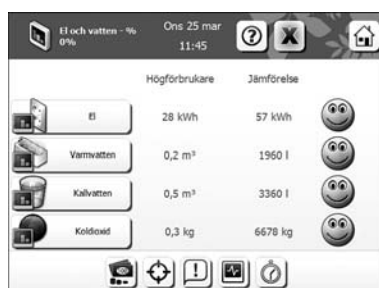 El och vatten - %
0%
Ons 25 mar
11:45
Högförbrukare Jämförelse
El 28 kWh 57 kWh
Varmvatten 0,2 m³ 1960 l
Kallvatten 0,5 m³ 3360 l
Koldioxid 0,3 kg 6678 kg